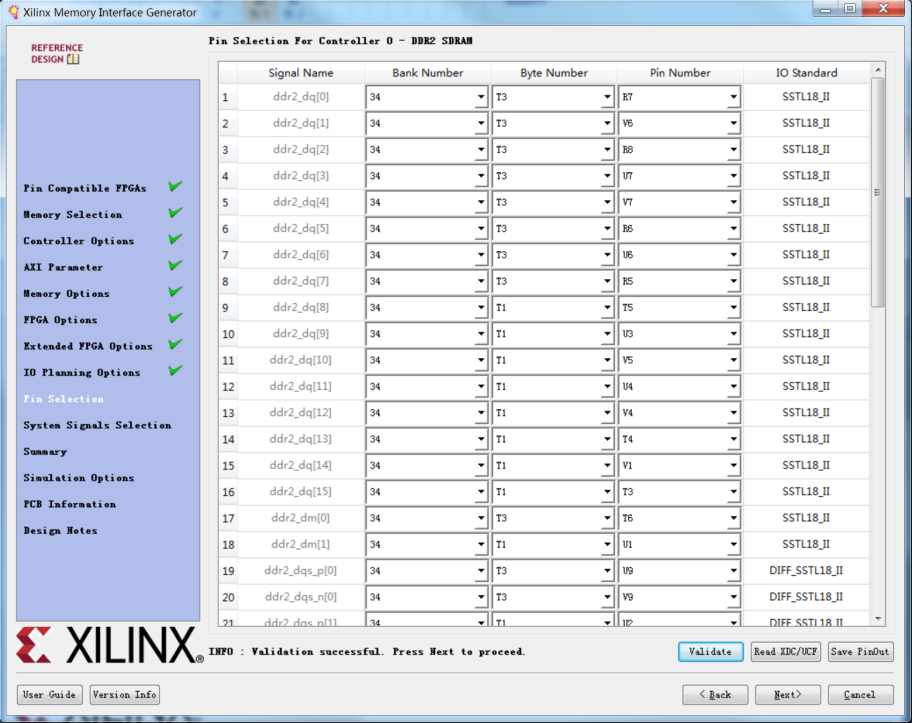 Xilinx Memory Interface Generator
REFERENCE
DESIGN
Pin Compatible FPGAs
Memory Selection
Controller Options
AXI Parameter
Memory Options
FPGA Options
Extended FPGA Options
IO Planning Options
Pin Selection
System Signals Selection
Summary
Simulation Options
PCB Information
Design Notes
XILINX®
Pin Selection For Controller 0 - DDR2 SDRAM
Signal Name Bank Number Byte Number Pin Number IO Standard
1 ddr2_dq[0] 34 T3 R7 SSTL18_II
2 ddr2_dq[1] 34 T3 V6 SSTL18_II
3 ddr2_dq[2] 34 T3 R8 SSTL18_II
4 ddr2_dq[3] 34 T3 U7 SSTL18_II
5 ddr2_dq[4] 34 T3 V7 SSTL18_II
6 ddr2_dq[5] 34 T3 R6 SSTL18_II
7 ddr2_dq[6] 34 T3 U6 SSTL18_II
8 ddr2_dq[7] 34 T3 R5 SSTL18_II
9 ddr2_dq[8] 34 T1 T5 SSTL18_II
10 ddr2_dq[9] 34 T1 U3 SSTL18_II
11 ddr2_dq[10] 34 T1 V5 SSTL18_II
12 ddr2_dq[11] 34 T1 U4 SSTL18_II
13 ddr2_dq[12] 34 T1 V4 SSTL18_II
14 ddr2_dq[13] 34 T1 T4 SSTL18_II
15 ddr2_dq[14] 34 T1 V1 SSTL18_II
16 ddr2_dq[15] 34 T1 T3 SSTL18_II
17 ddr2_dm[0] 34 T3 T6 SSTL18_II
18 ddr2_dm[1] 34 T1 U1 SSTL18_II
19 ddr2_dqs_p[0] 34 T3 U9 DIFF_SSTL18_II
20 ddr2_dqs_n[0] 34 T3 V9 DIFF_SSTL18_II
21 ddr2_dqs_p[1] 34 T1 U2 DIFF_SSTL18_II
INFO : Validation successful. Press Next to proceed.
Validate Read XDC/UCF Save PinOut
User Guide Version Info < Back Next> Cancel